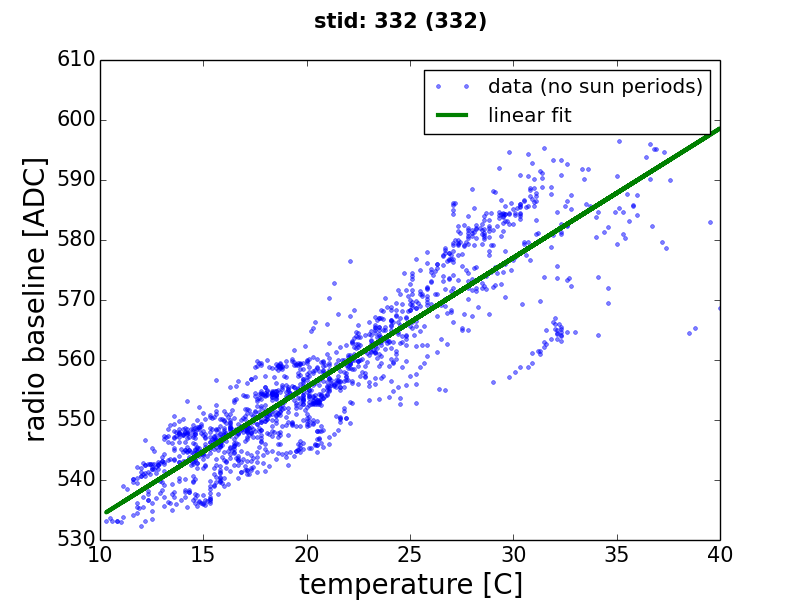 stid: 332 (332)
610
600
590
580
570
560
550
540
530
radio baseline [ADC]
data (no sun periods)
linear fit
10 15 20 25 30 35 40
temperature [C]